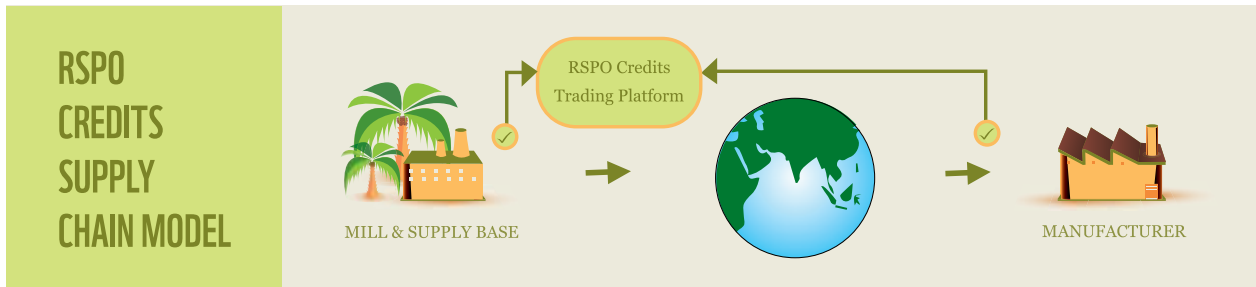 RSPO
CREDITS
SUPPLY
CHAIN MODEL
RSPO Credits
Trading Platform
MILL & SUPPLY BASE
MANUFACTURER